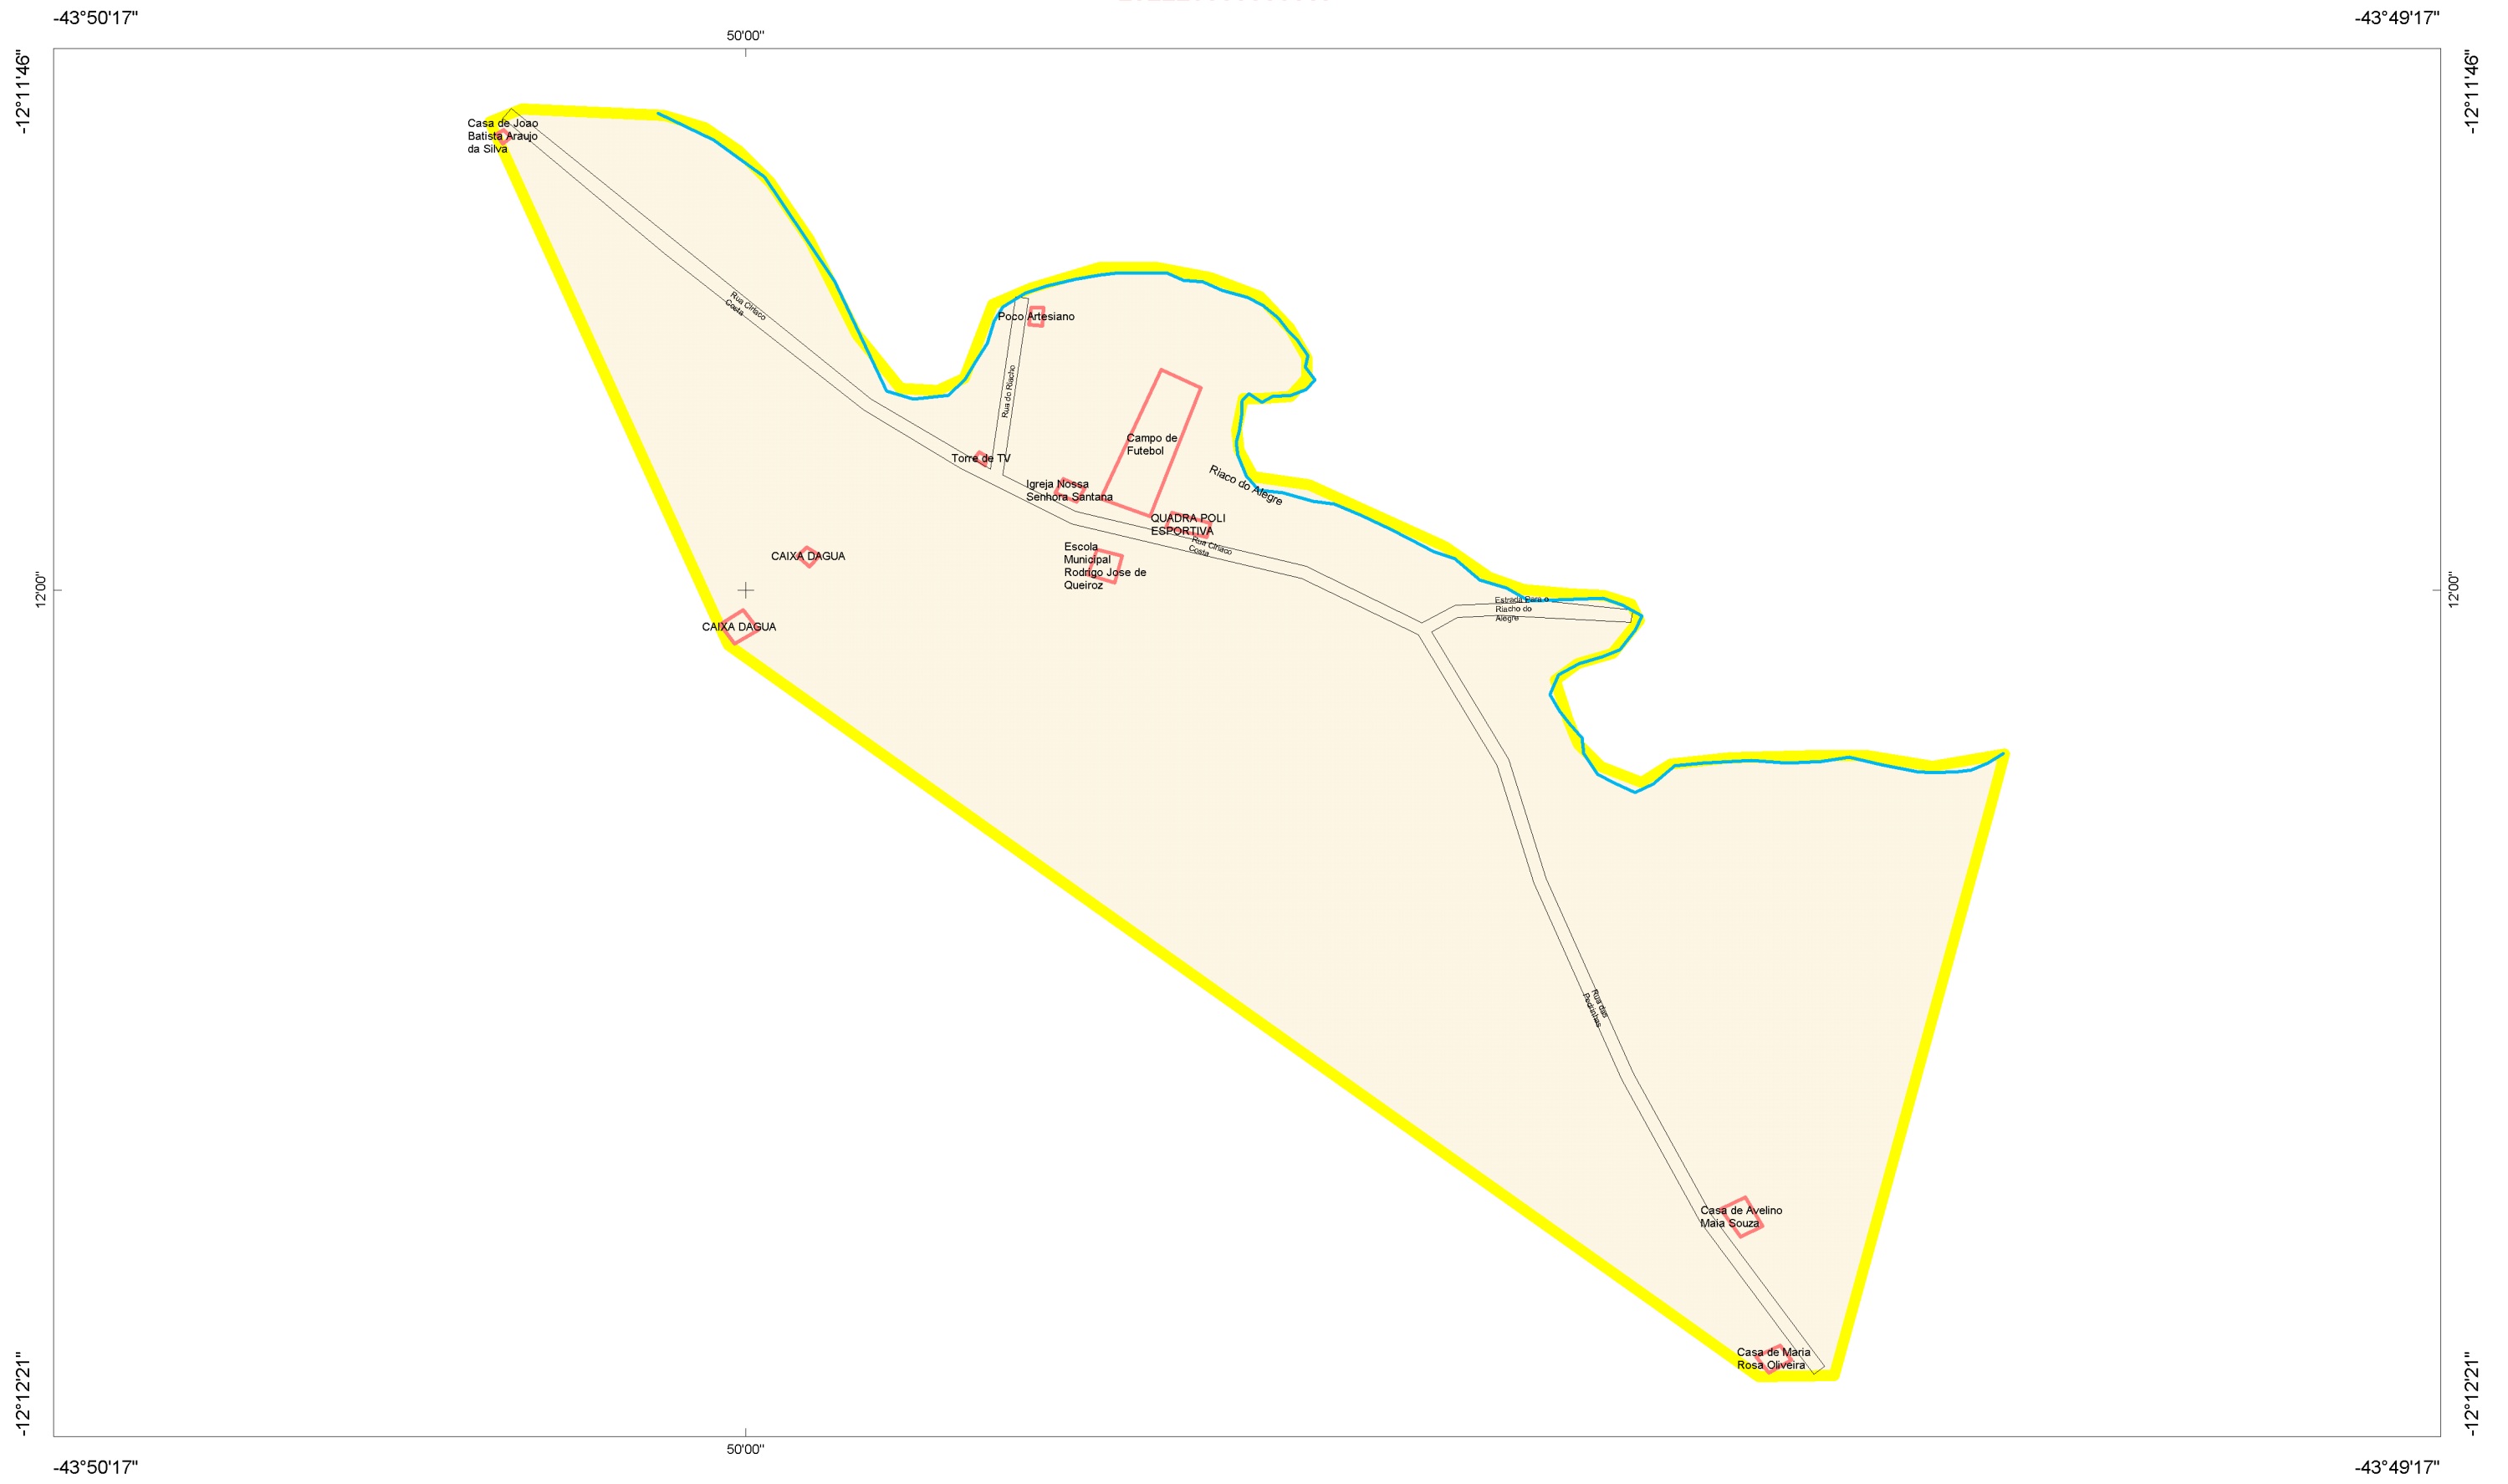 -43°50'17"
-43°49'17"
50'00"
-12°11'46"
-12°11'46"
Casa de Joao
Batista Araujo
da Silva
Rua Ciriaco
Costa
Poco Artesiano
Rua do Riacho
Campo de
Futebol
Torre de TV
Riaco do Alegre
Igreja Nossa
Senhora Santana
QUADRA POLI
ESPORTIVA
Rua Ciriaco
Costa
Escola
Municipal
Rodrigo Jose de
Queiroz
CAIXA DAGUA
12'00"
12'00"
Estrada Para o
Riacho do
Alegre
CAIXA DAGUA
Rua das
Pedrinhas
Casa de Avelino
Maia Souza
Casa de Maria
Rosa Oliveira
-12°12'21"
-12°12'21"
50'00"
-43°50'17"
-43°49'17"